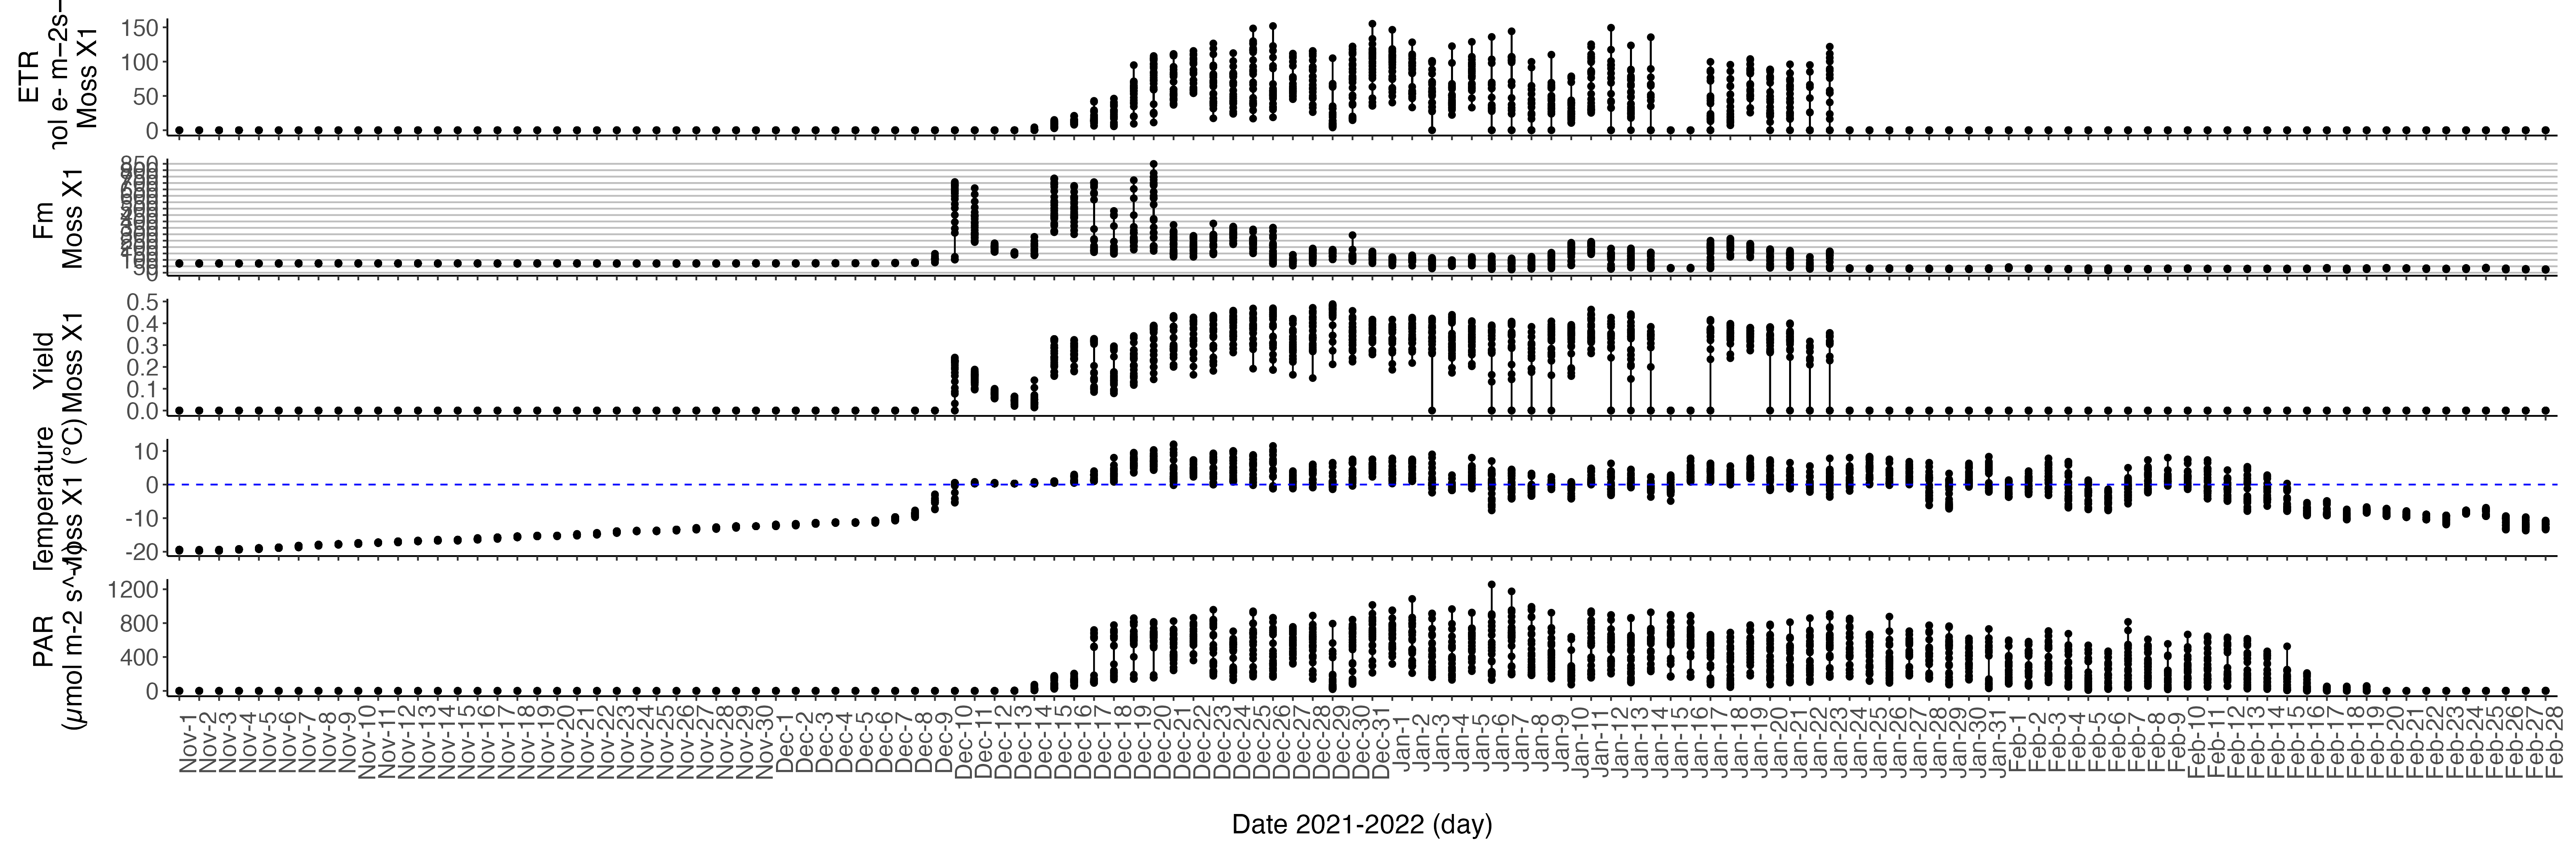 ETR
Moss X1
150
100
50
0
Fm
Moss X1
850
0
Yield
Moss X1
0.5
0.4
0.3
0.2
0.1
0.0
Temperature
Moss X1 (°C)
10
0
-10
-20
PAR
(µmol m-2 s^-1)
1200
800
400
0
Nov-1
Nov-2
Nov-3
Nov-4
Nov-5
Nov-6
Nov-7
Nov-8
Nov-9
Nov-10
Nov-11
Nov-12
Nov-13
Nov-14
Nov-15
Nov-16
Nov-17
Nov-18
Nov-19
Nov-20
Nov-21
Nov-22
Nov-23
Nov-24
Nov-25
Nov-26
Nov-27
Nov-28
Nov-29
Nov-30
Dec-1
Dec-2
Dec-3
Dec-4
Dec-5
Dec-6
Dec-7
Dec-8
Dec-9
Dec-10
Dec-11
Dec-12
Dec-13
Dec-14
Dec-15
Dec-16
Dec-17
Dec-18
Dec-19
Dec-20
Dec-21
Dec-22
Dec-23
Dec-24
Dec-25
Dec-26
Dec-27
Dec-28
Dec-29
Dec-30
Dec-31
Jan-1
Jan-2
Jan-3
Jan-4
Jan-5
Jan-6
Jan-7
Jan-8
Jan-9
Jan-10
Jan-11
Jan-12
Jan-13
Jan-14
Jan-15
Jan-16
Jan-17
Jan-18
Jan-19
Jan-20
Jan-21
Jan-22
Jan-23
Jan-24
Jan-25
Jan-26
Jan-27
Jan-28
Jan-29
Jan-30
Jan-31
Feb-1
Feb-2
Feb-3
Feb-4
Feb-5
Feb-6
Feb-7
Feb-8
Feb-9
Feb-10
Feb-11
Feb-12
Feb-13
Feb-14
Feb-15
Feb-16
Feb-17
Feb-18
Feb-19
Feb-20
Feb-21
Feb-22
Feb-23
Feb-24
Feb-25
Feb-26
Feb-27
Feb-28
Date 2021-2022 (day)